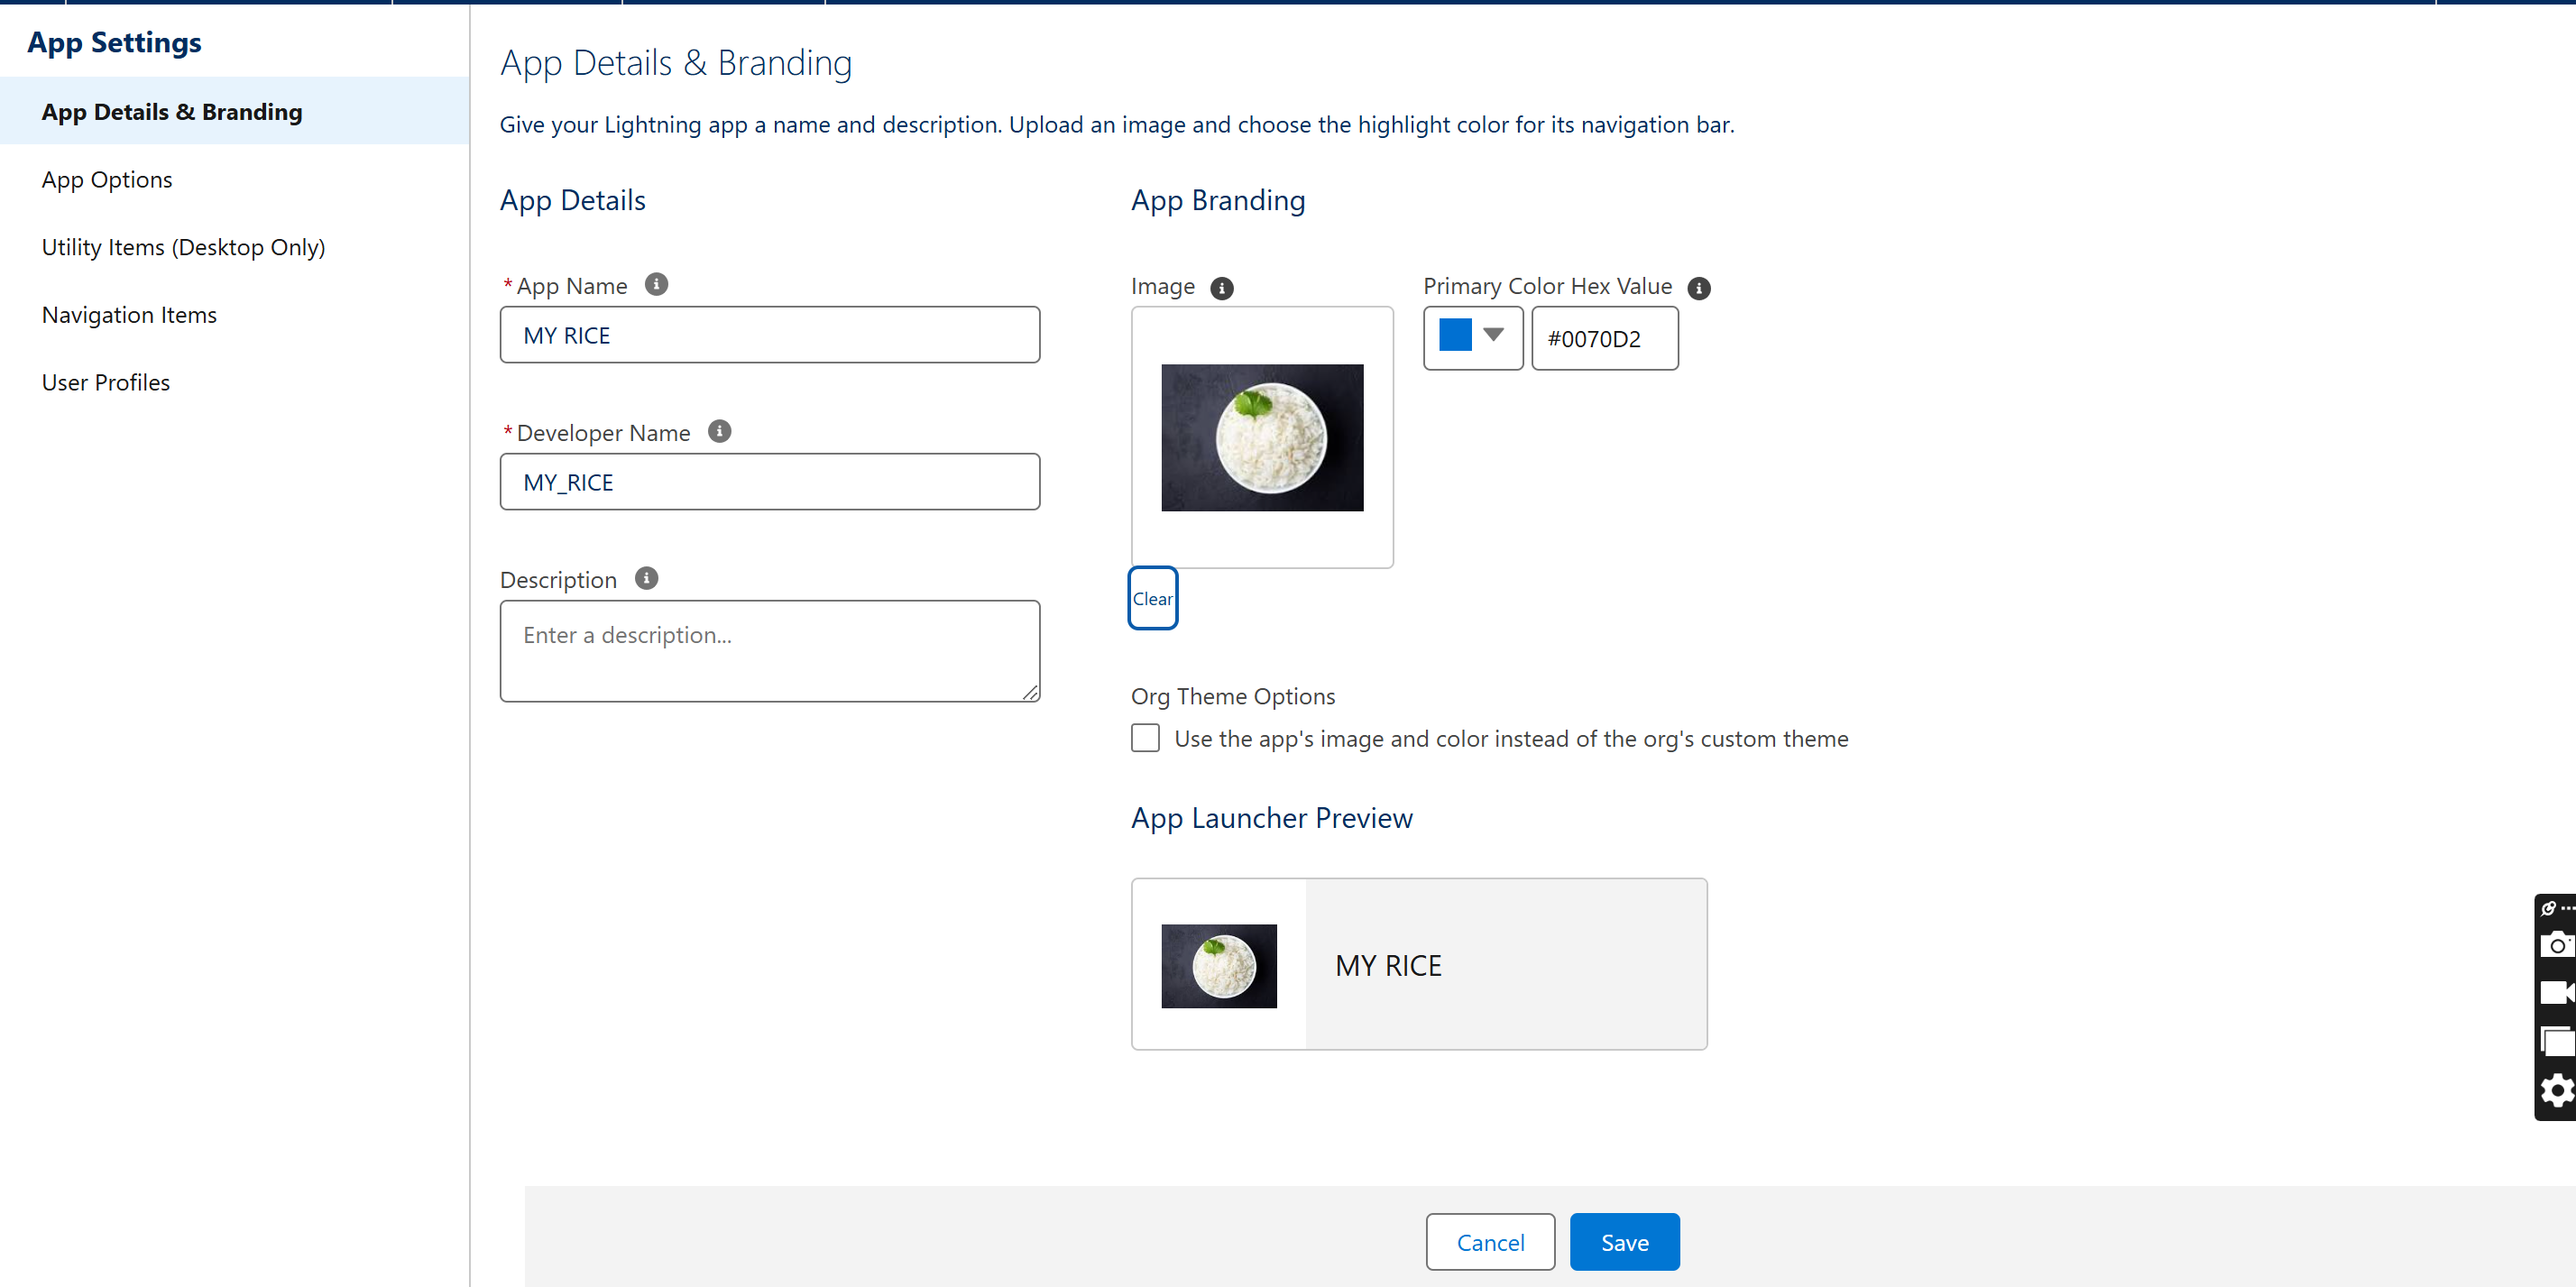 App Settings
App Details & Branding
App Options
Utility Items (Desktop Only)
Navigation Items
User Profiles
App Details & Branding
Give your Lightning app a name and description. Upload an image and choose the highlight color for its navigation bar.
App Details
*App Name
MY RICE
*Developer Name
MY_RICE
Description
Enter a description...
App Branding
Image
Primary Color Hex Value
#0070D2
Clear
Org Theme Options
Use the app's image and color instead of the org's custom theme
App Launcher Preview
MY RICE
Cancel
Save